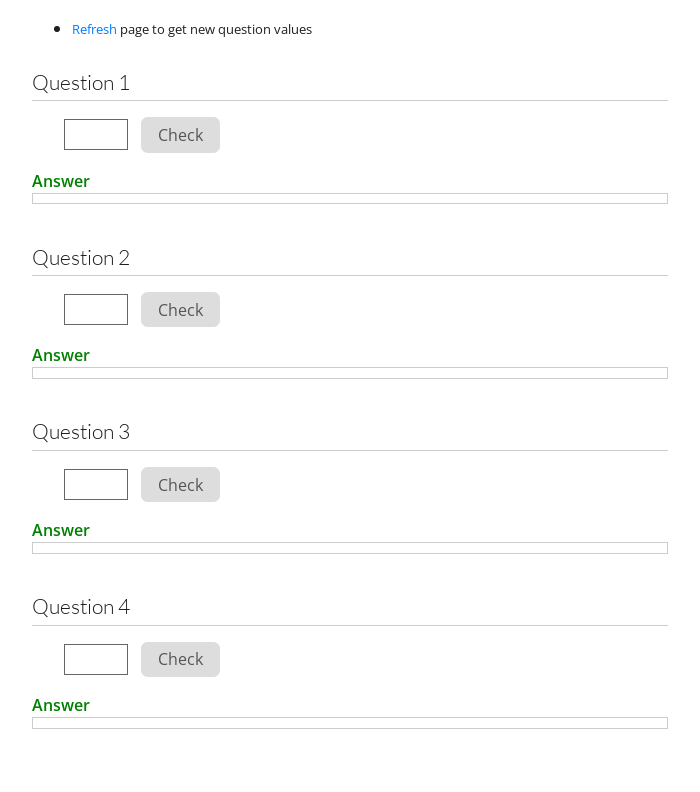 Refresh page to get new question values
Question 1
Check
Answer
Question 2
Check
Answer
Question 3
Check
Answer
Question 4
Check
Answer